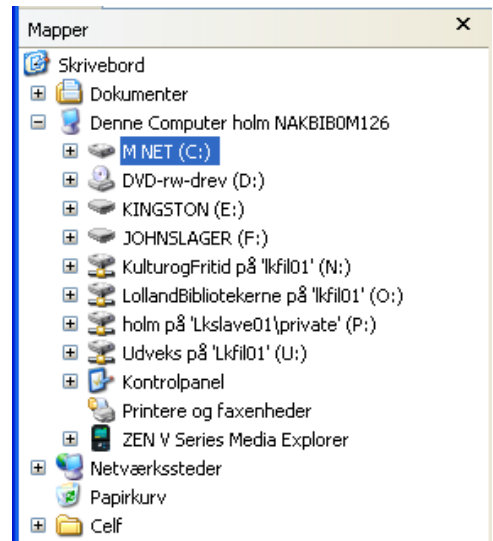 Mapper
Skrivebord
Dokumenter
Denne Computer holm NAKBIB0M126
M NET (C:)
DVD-rw-drev (D:)
KINGSTON (E:)
JOHNSLAGER (F:)
KulturogFritid på 'lkfil01' (N:)
LollandBibliotekerne på 'lkfil01' (O:)
holm på 'Lkslave01\private' (P:)
Udveks på 'Lkfil01' (U:)
Kontrolpanel
Printere og faxenheder
ZEN V Series Media Explorer
Netværkssteder
Papirkurv
Celf